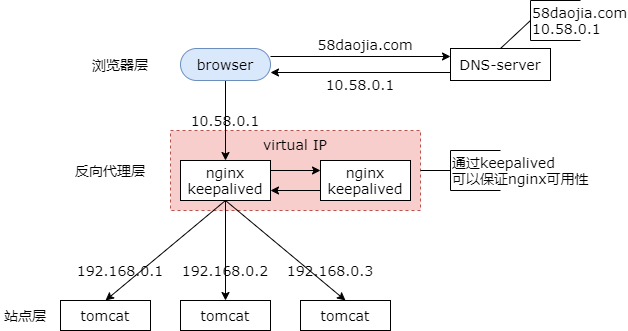 58daojia.com
10.58.0.1
58daojia.com
浏览器层
browser
DNS-server
10.58.0.1
10.58.0.1
virtual IP
反向代理层
nginx
keepalived
nginx
keepalived
通过keepalived
可以保证nginx可用性
192.168.0.1
192.168.0.2
192.168.0.3
站点层
tomcat
tomcat
tomcat